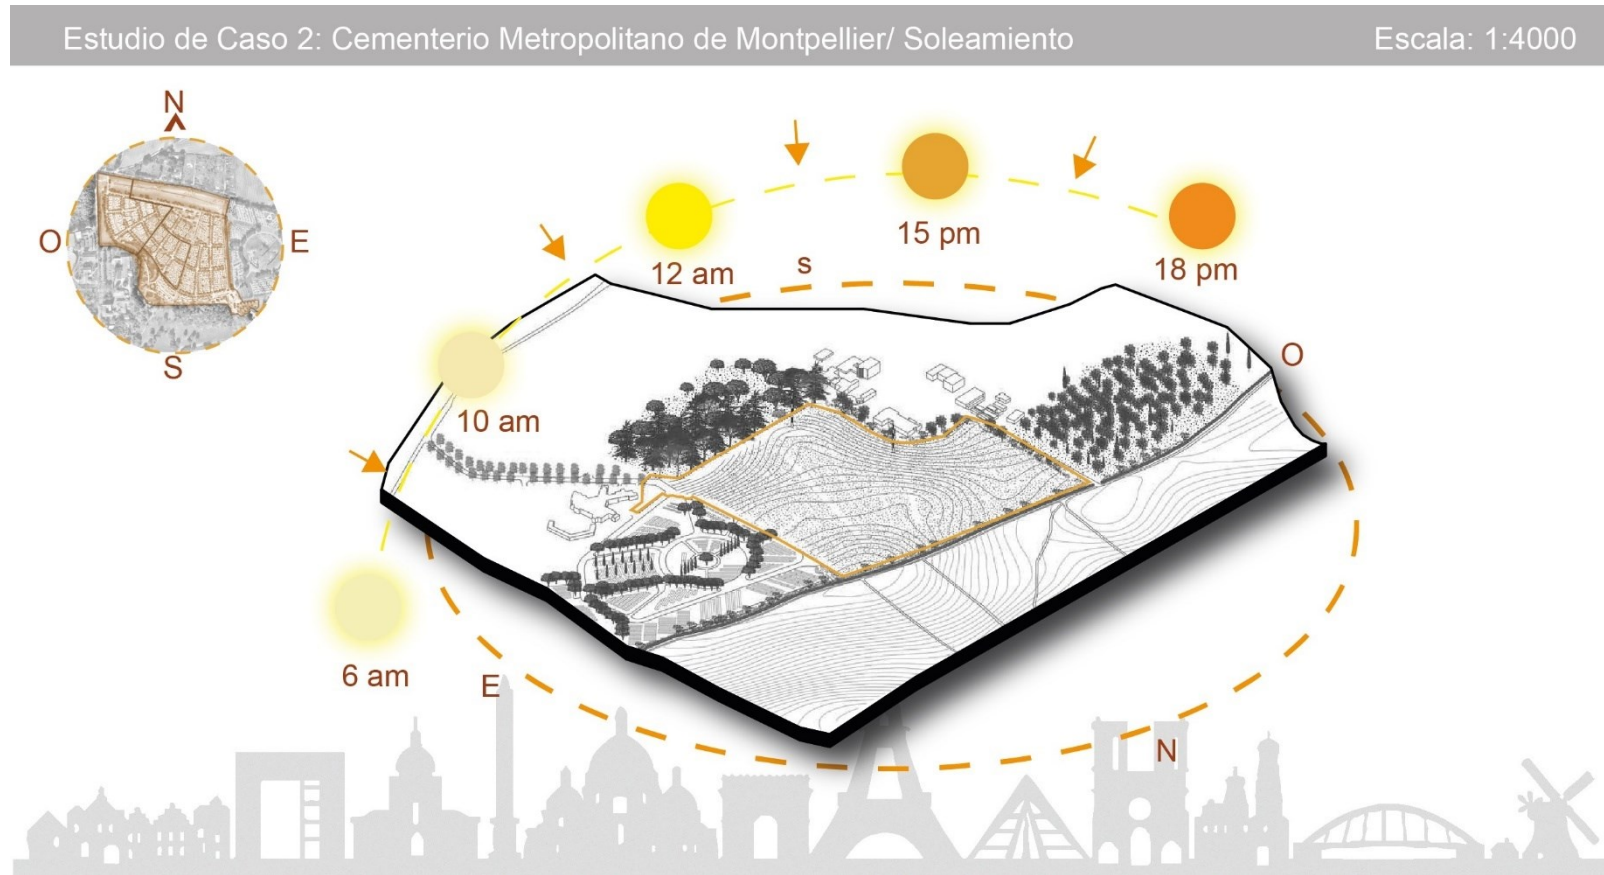 Estudio de Caso 2: Cementerio Metropolitano de Montpellier/ Soleamiento
Escala: 1:4000
N
O
E
S
12 am
s
15 pm
18 pm
O
10 am
6 am
E
N